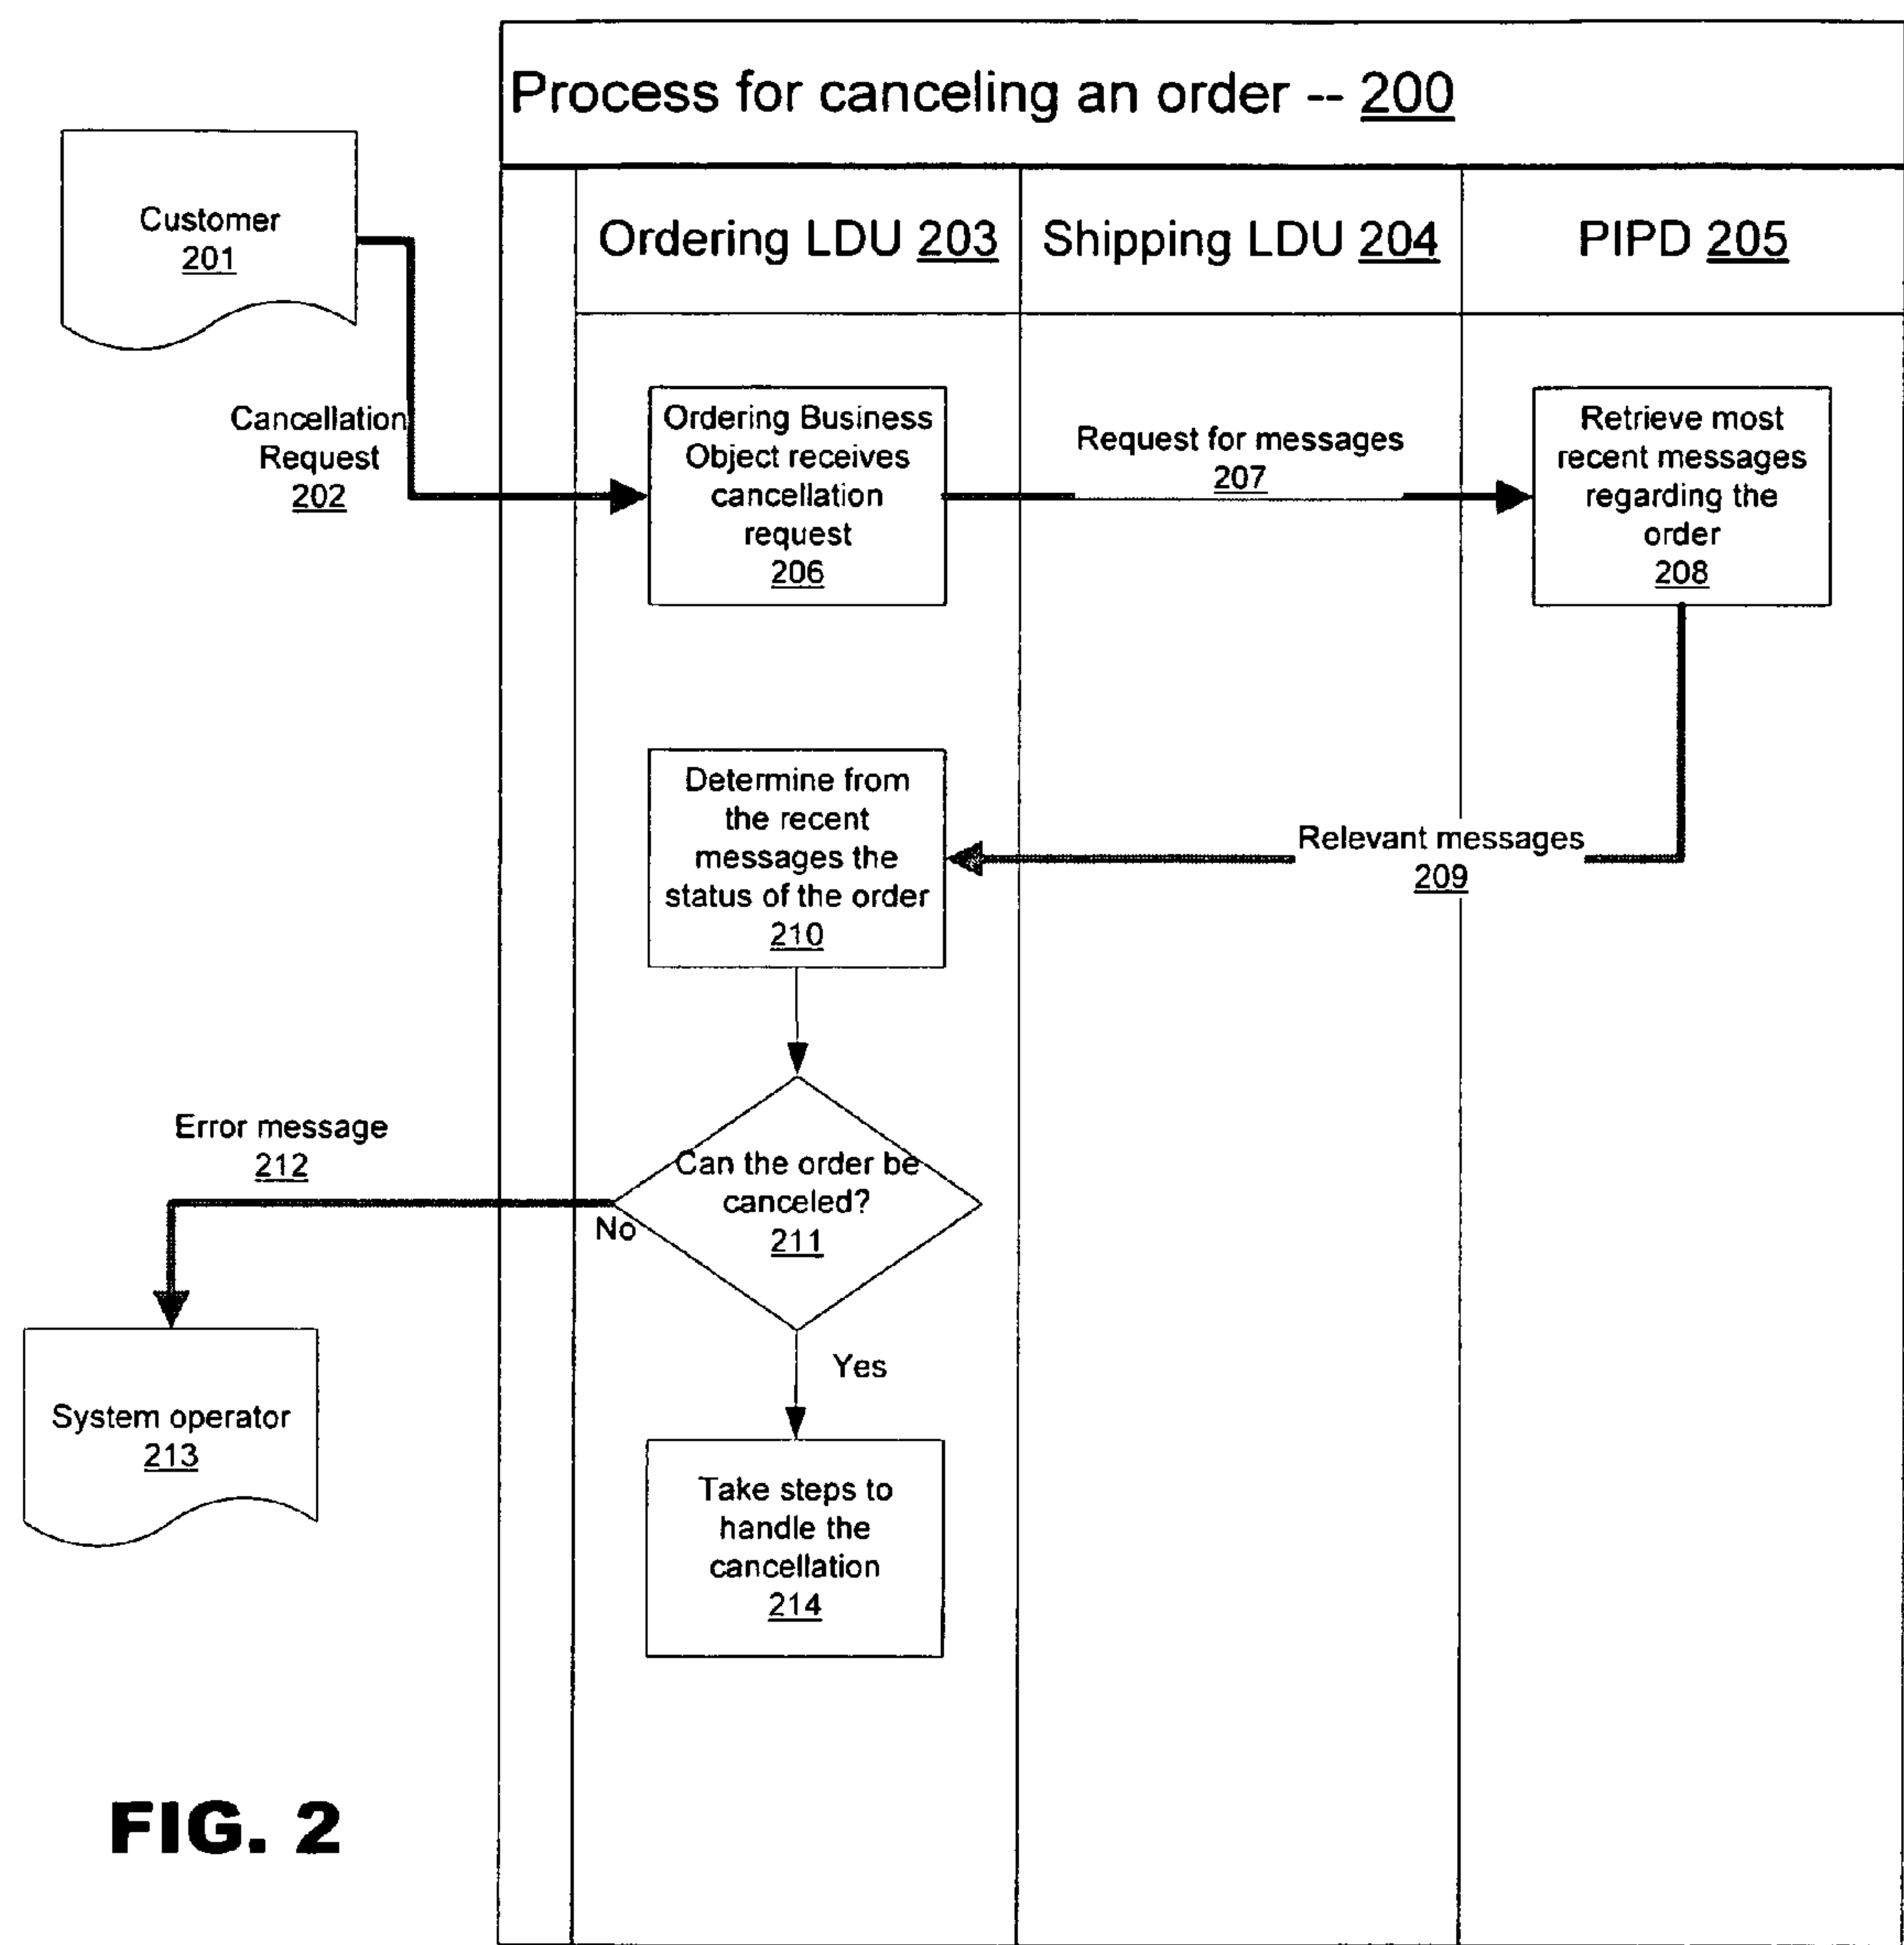 Process for canceling an order -- 200
Customer
201
Ordering LDU 203
Shipping LDU 204
PIPD 205
Cancellation
Request
202
Ordering Business
Object receives
cancellation
request
206
Request for messages
207
Retrieve most
recent messages
regarding the
order
208
Determine from
the recent
messages the
status of the order
210
Relevant messages
209
Error message
212
Can the order be
canceled?
211
No
Yes
System operator
213
Take steps to
handle the
cancellation
214
FIG. 2